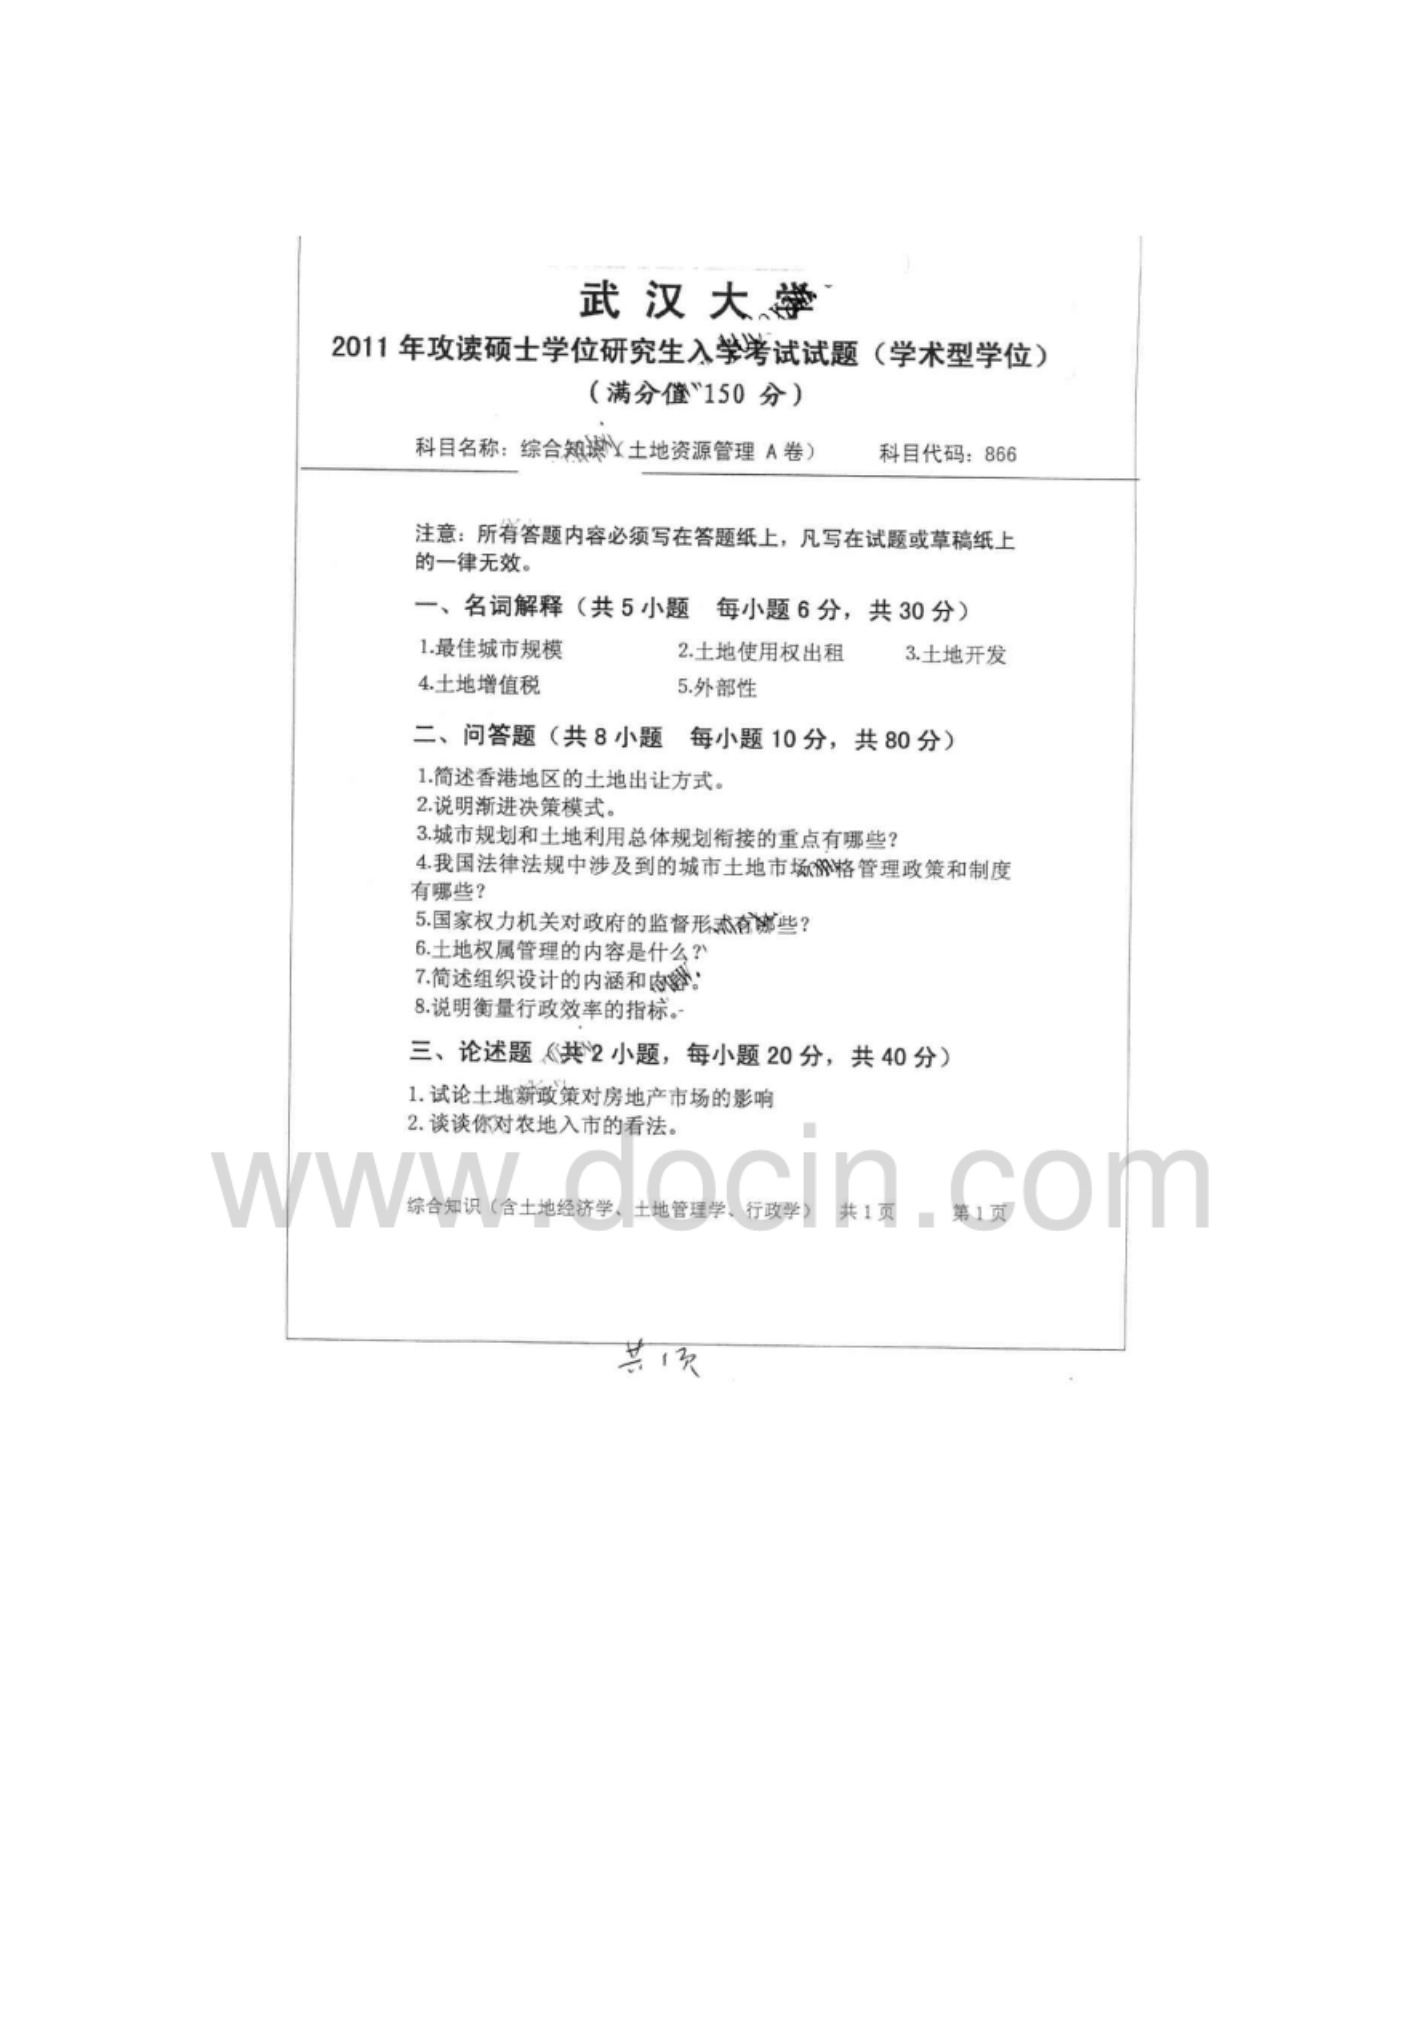 武汉大学
2011年攻读硕士学位研究生入学考试试题（学术型学位）
（满分值 150 分）
科目名称：综合知识（土地资源管理 A卷） 科目代码：866
注意：所有答题内容必须写在答题纸上，凡写在试题或草稿纸上
的一律无效。
一、名词解释（共5小题 每小题6分，共30分）
1.最佳城市规模 2.土地使用权出租 3.土地开发
4.土地增值税 5.外部性
二、问答题（共8小题 每小题10分，共80分）
1.简述香港地区的土地出让方式。
2.说明渐进决策模式。
3.城市规划和土地利用总体规划衔接的重点有哪些？
4.我国法律法规中涉及到的城市土地市场价格管理政策和制度
有哪些？
5.国家权力机关对政府的监督形式有哪些？
6.土地权属管理的内容是什么？
7.简述组织设计的内涵和内容。
8.说明衡量行政效率的指标。
三、论述题（共2小题，每小题20分，共40分）
1. 试论土地新政策对房地产市场的影响
2. 谈谈你对农地入市的看法。
www.docin.com
综合知识（含土地经济学、土地管理学、行政学） 共1页 第1页
共1页